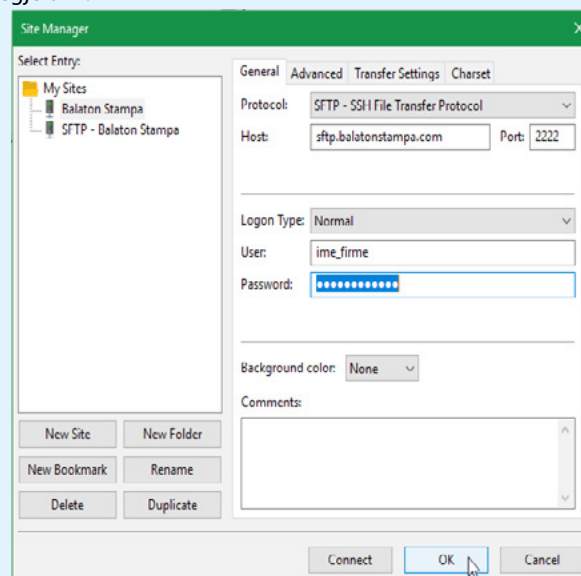 Site Manager
Select Entry:
My Sites
Balaton Stampa
SFTP - Balaton Stampa
New Site
New Folder
New Bookmark
Rename
Delete
Duplicate
General
Advanced
Transfer Settings
Charset
Protocol:
SFTP - SSH File Transfer Protocol
Host:
sftp.balatonstampa.com
Port:
2222
Logon Type:
Normal
User:
ime_firme
Password:
••••••••••••
Background color:
None
Comments:
Connect
OK
Cancel